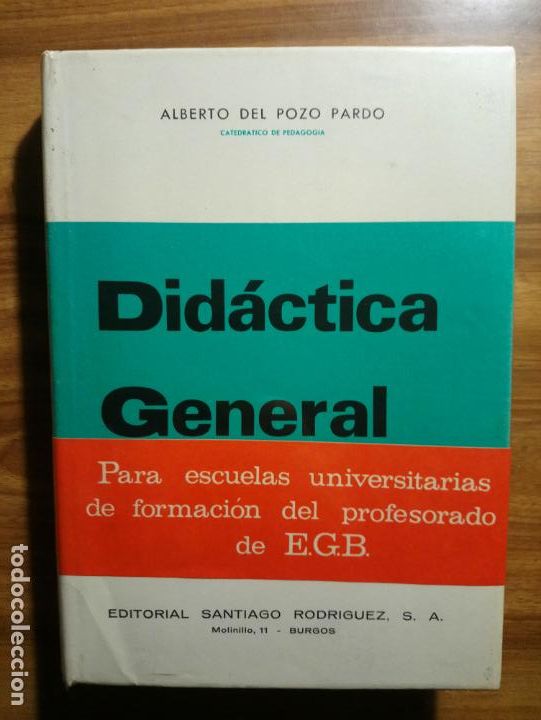 ALBERTO DEL POZO PARDO
CATEDRATICO DE PEDAGOGIA
Didáctica
General
Para escuelas universitarias
de formación del profesorado
de E.G.B.
EDITORIAL SANTIAGO RODRIGUEZ, S. A.
Molinillo, 11 - BURGOS
todocoleccion.net